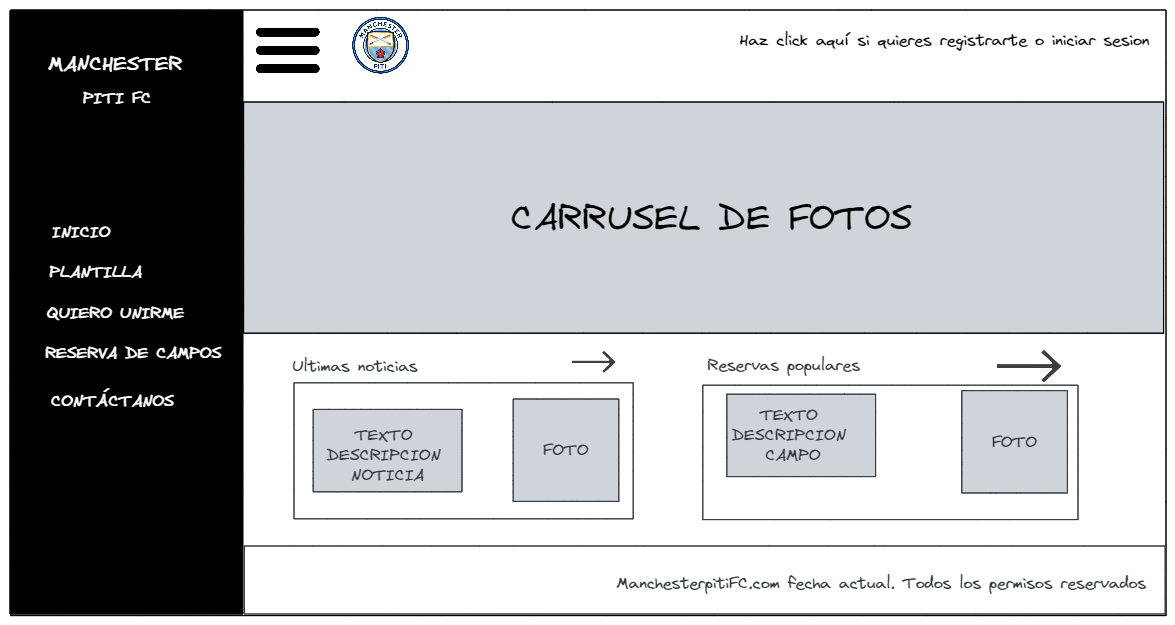 MANCHESTER
PITI FC
INICIO
PLANTILLA
QUIERO UNIRME
RESERVA DE CAMPOS
CONTÁCTANOS
MANCHESTER
PITI
Haz click aquí si quieres registrarte o iniciar sesion
CARRUSEL DE FOTOS
Ultimas noticias
TEXTO
DESCRIPCION
NOTICIA
FOTO
Reservas populares
TEXTO
DESCRIPCION
CAMPO
FOTO
ManchesterpitiFC.com fecha actual. Todos los permisos reservados